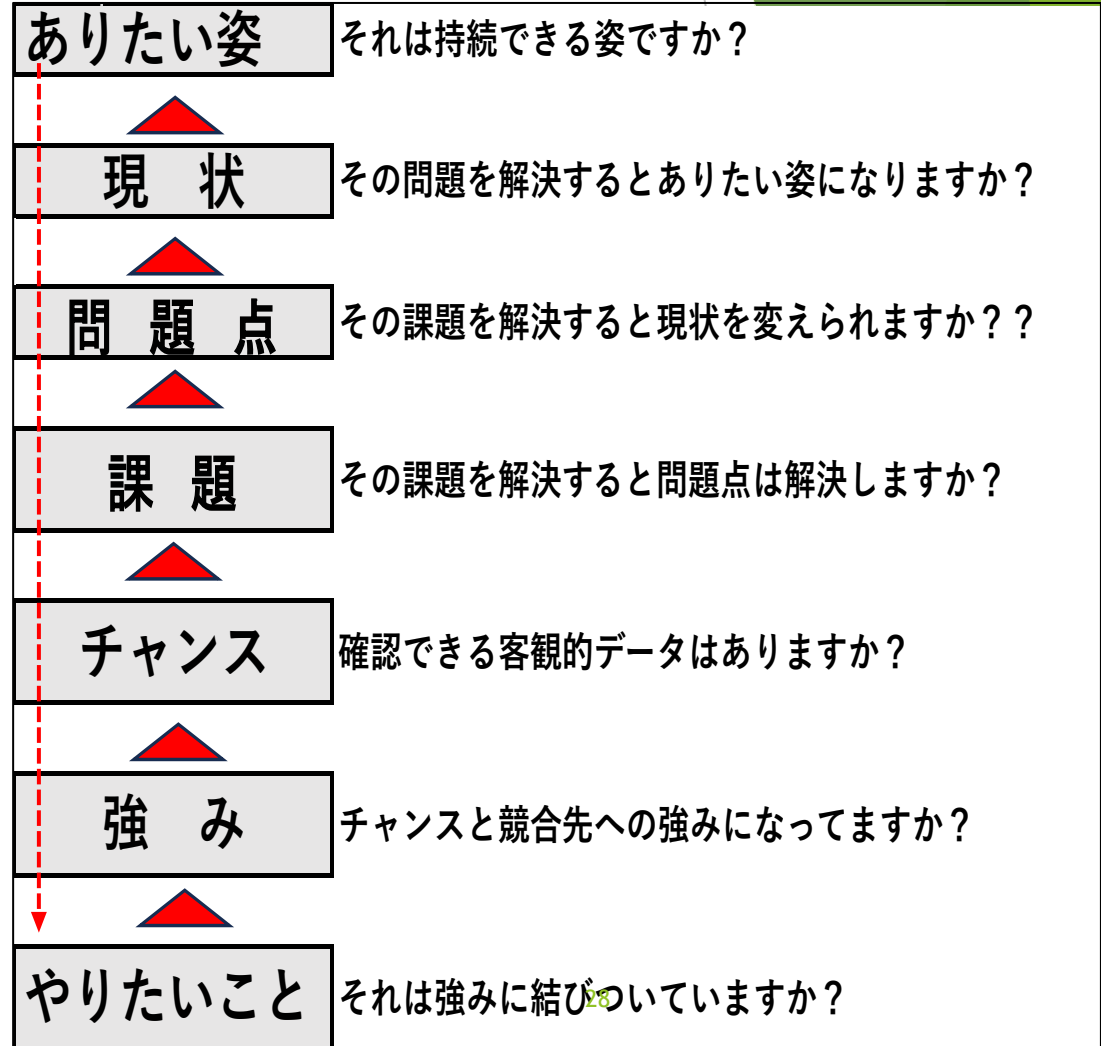 ありたい姿 それは持続できる姿ですか？
現　状 その問題を解決するとありたい姿になりますか？
問 題 点 その課題を解決すると現状を変えられますか？？
課 題 その課題を解決すると問題点は解決しますか？
チャンス 確認できる客観的データはありますか？
強　み チャンスと競合先への強みになってますか？
やりたいこと それは強みに結びついていますか？
28